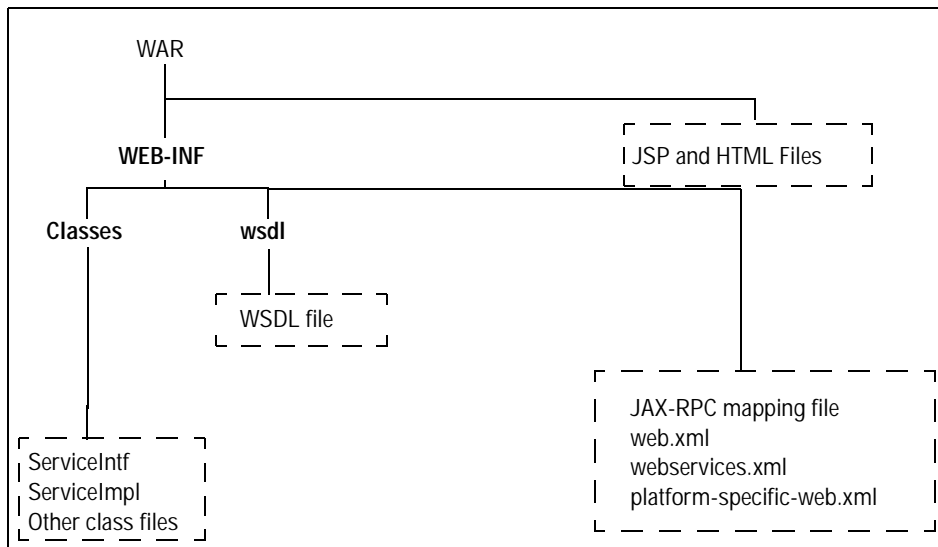 WAR
WEB-INF
JSP and HTML Files
Classes
wsdl
WSDL file
JAX-RPC mapping file
web.xml
webservices.xml
platform-specific-web.xml
ServiceIntf
ServiceImpl
Other class files